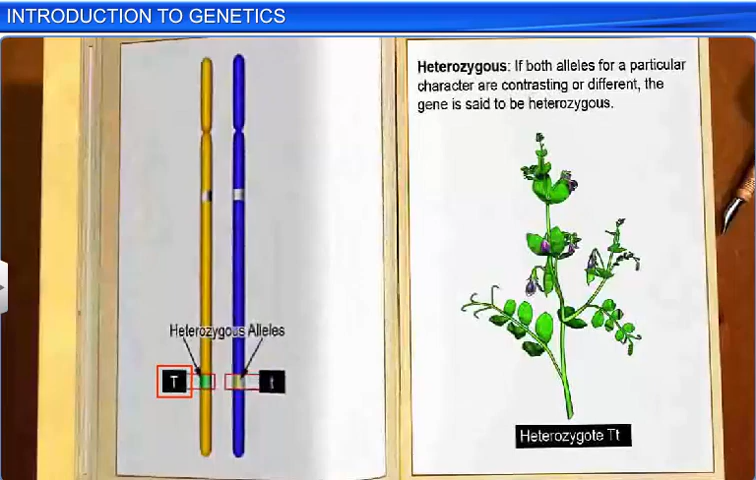 INTRODUCTION TO GENETICS
Heterozygous Alleles
T
t
Heterozygous: If both alleles for a particular
character are contrasting or different, the
gene is said to be heterozygous.
Heterozygote Tt